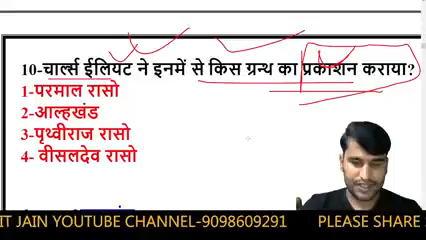 10-चार्ल्स ईलियट ने इनमें से किस ग्रन्थ का प्रकाशन कराया?
1-परमाल रासो
2-आल्हखंड
3-पृथ्वीराज रासो
4- वीसलदेव रासो
IT JAIN YOUTUBE CHANNEL-9098609291 PLEASE SHARE